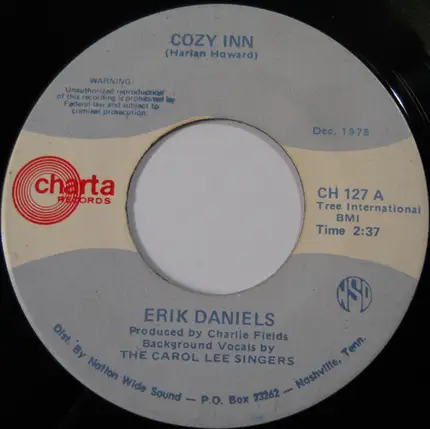 COZY INN
(Harlan Howard)
WARNING:
Unauthorized reproduction
of this recording is prohibited by
Federal law and subject to
criminal prosecution.
Dec. 1978
charta
RECORDS
CH 127 A
Tree International
BMI
Time 2:37
NSD
ERIK DANIELS
Produced by Charlie Fields
Background Vocals by
THE CAROL LEE SINGERS
Dist. By Nation Wide Sound — P.O. Box 23262 — Nashville, Tenn.